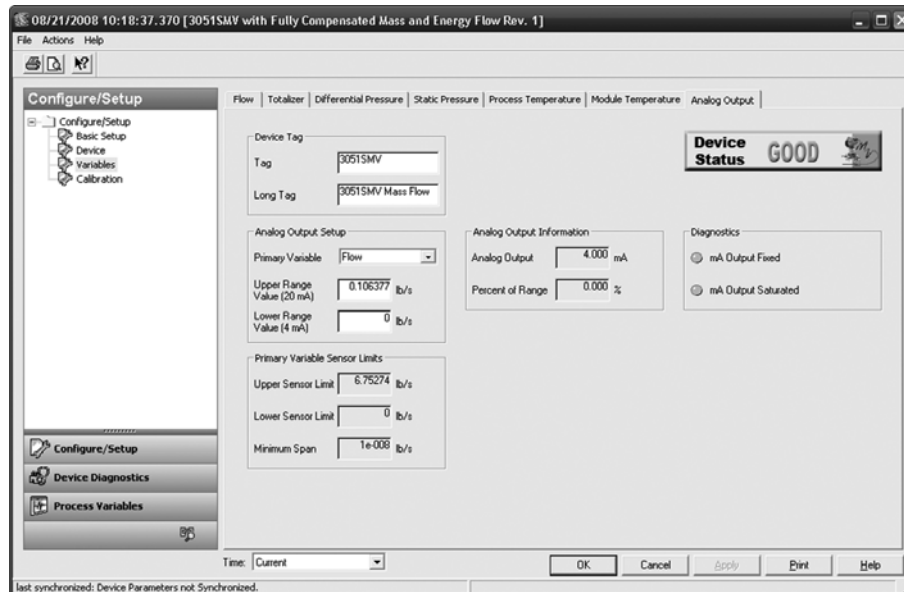 08/21/2008 10:18:37.370 [3051SMV with Fully Compensated Mass and Energy Flow Rev. 1]
File Actions Help
Configure/Setup
Configure/Setup
Basic Setup
Device
Variables
Calibration
Configure/Setup
Device Diagnostics
Process Variables
Flow Totalizer Differential Pressure Static Pressure Process Temperature Module Temperature Analog Output
Device Tag
Tag 3051SMV
Long Tag 3051SMV Mass Flow
Device Status GOOD
Analog Output Setup
Primary Variable Flow
Upper Range
Value (20 mA) 0.106377 lb/s
Lower Range
Value (4 mA) 0 lb/s
Analog Output Information
Analog Output 4.000 mA
Percent of Range 0.000 %
Diagnostics
mA Output Fixed
mA Output Saturated
Primary Variable Sensor Limits
Upper Sensor Limit 6.75274 lb/s
Lower Sensor Limit 0 lb/s
Minimum Span 1e-008 lb/s
Time: Current
OK Cancel Apply Print Help
last synchronized: Device Parameters not Synchronized.